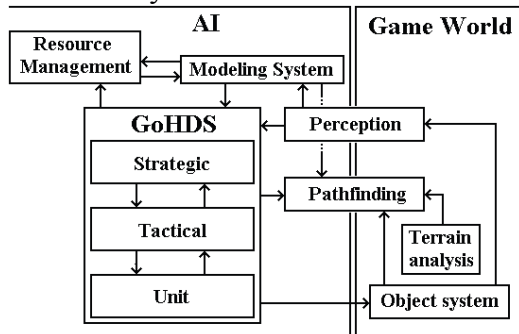 AI
Game World
Resource
Management
Modeling System
GoHDS
Perception
Strategic
Pathfinding
Tactical
Terrain
analysis
Unit
Object system